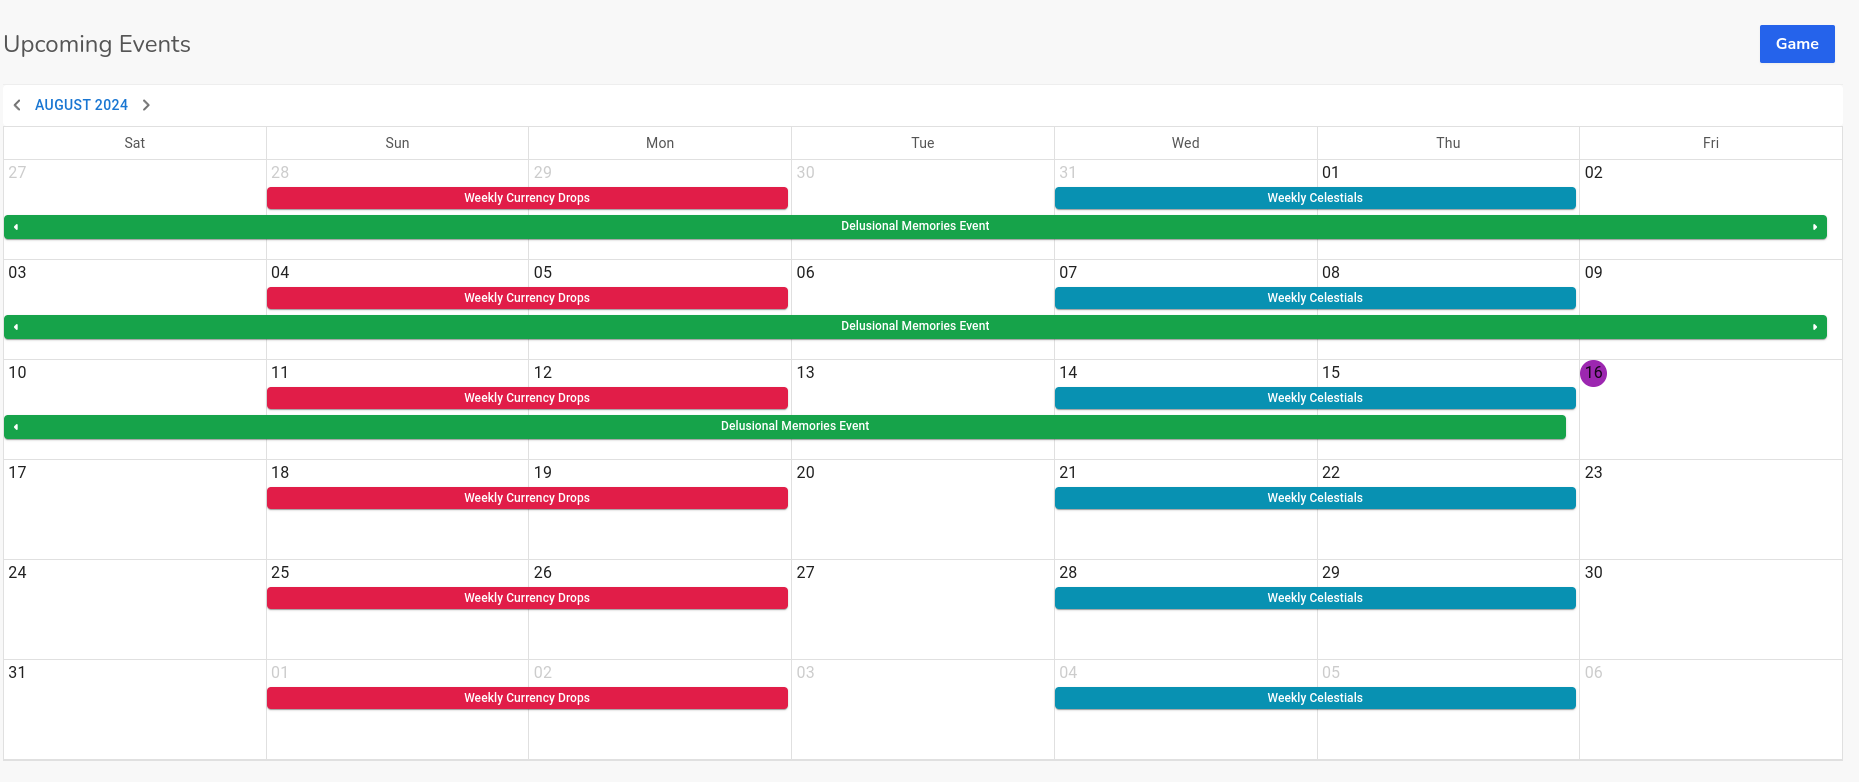 Upcoming Events
Game
AUGUST 2024
Sat Sun Mon Tue Wed Thu Fri
27 28 29 30 31 01 02
Weekly Currency Drops Weekly Celestials
Delusional Memories Event
03 04 05 06 07 08 09
Weekly Currency Drops Weekly Celestials
Delusional Memories Event
10 11 12 13 14 15 16
Weekly Currency Drops Weekly Celestials
Delusional Memories Event
17 18 19 20 21 22 23
Weekly Currency Drops Weekly Celestials
24 25 26 27 28 29 30
Weekly Currency Drops Weekly Celestials
31 01 02 03 04 05 06
Weekly Currency Drops Weekly Celestials